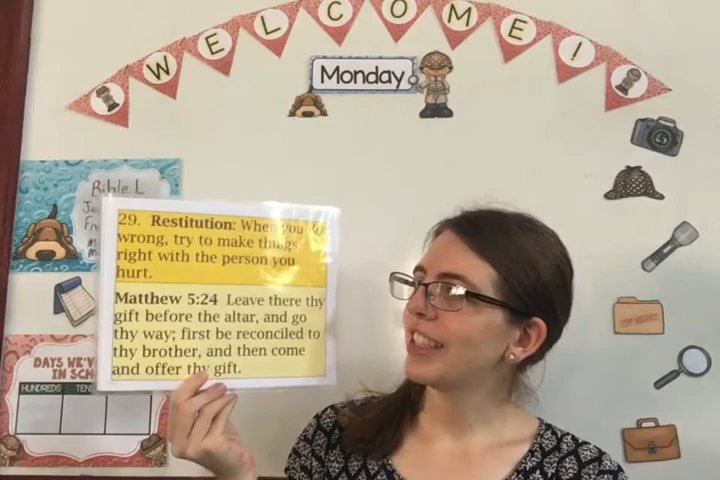 WELCOME!
Monday
Bible L
29. Restitution: When you do
wrong, try to make things
right with the person you
hurt.
Matthew 5:24 Leave there thy
gift before the altar, and go
thy way; first be reconciled to
thy brother, and then come
and offer thy gift.
DAYS WE'V
IN SCH
HUNDREDS TEN